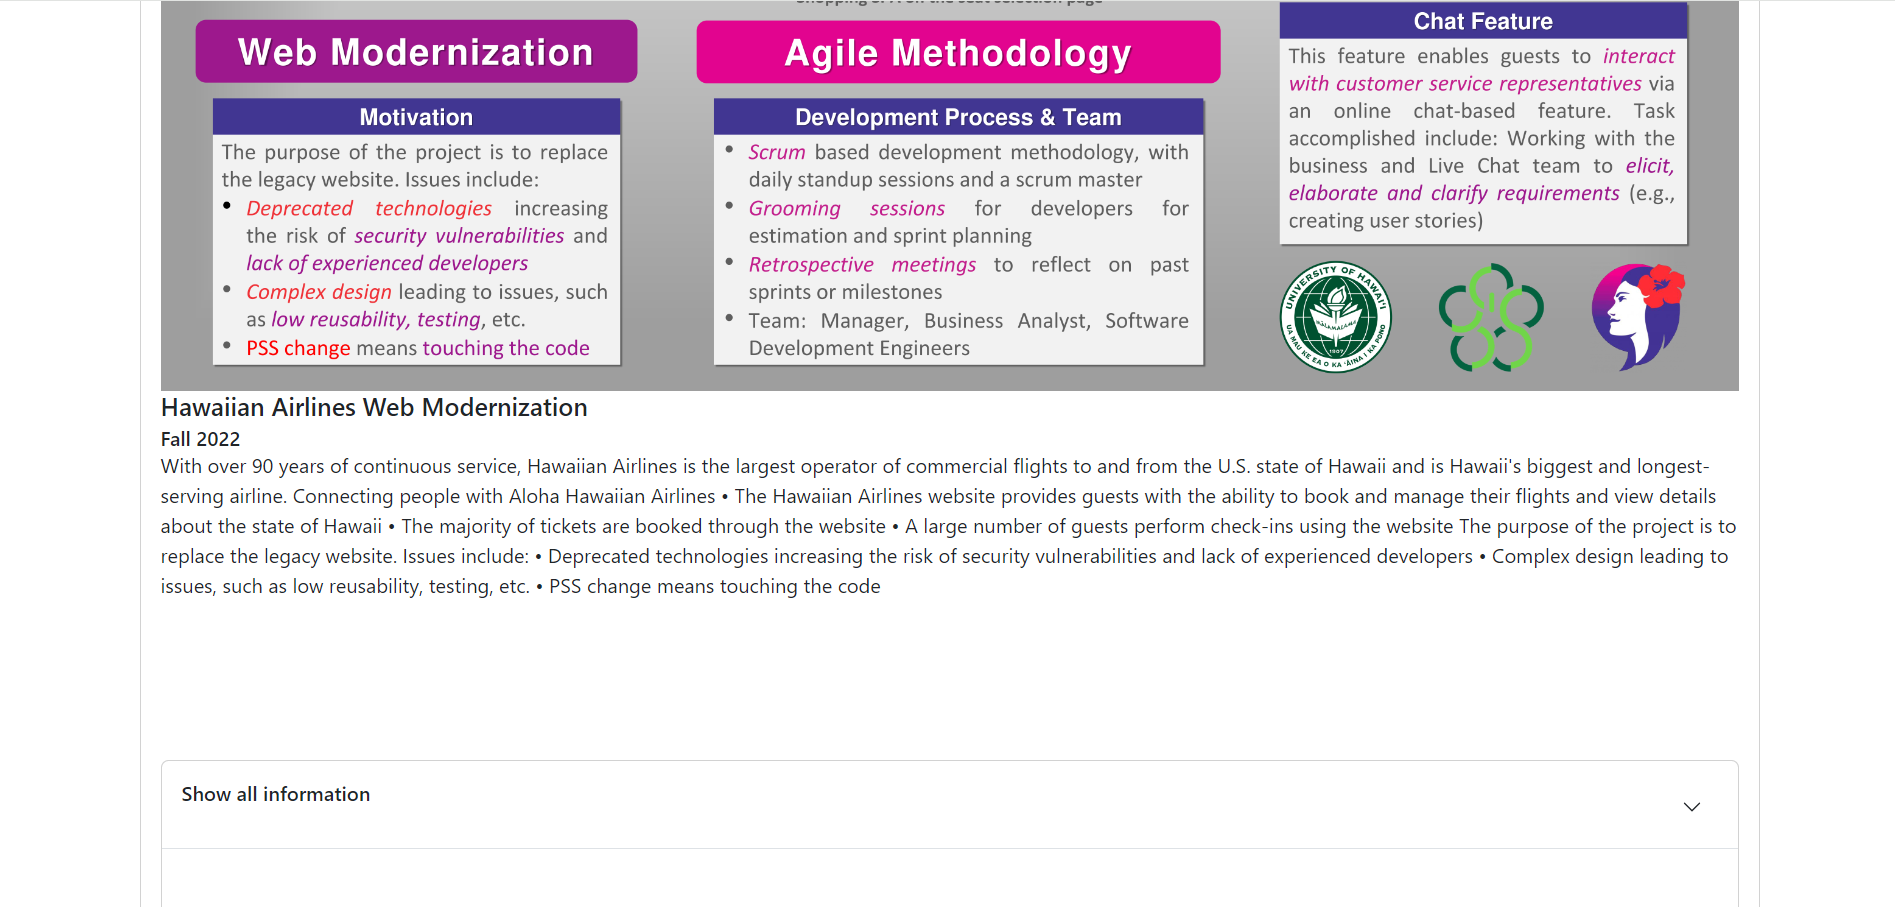 Web Modernization
Motivation
The purpose of the project is to replace
the legacy website. Issues include:
• Deprecated technologies increasing
the risk of security vulnerabilities and
lack of experienced developers
• Complex design leading to issues, such
as low reusability, testing, etc.
• PSS change means touching the code
Agile Methodology
Development Process & Team
• Scrum based development methodology, with
daily standup sessions and a scrum master
• Grooming sessions for developers for
estimation and sprint planning
• Retrospective meetings to reflect on past
sprints or milestones
• Team: Manager, Business Analyst, Software
Development Engineers
Chat Feature
This feature enables guests to interact
with customer service representatives via
an online chat-based feature. Task
accomplished include: Working with the
business and Live Chat team to elicit,
elaborate and clarify requirements (e.g.,
creating user stories)
UNIVERSITY OF HAWAI'I
UA MAU KE EA O KA ʻĀINA I KA PONO
1907
Hawaiian Airlines Web Modernization
Fall 2022
With over 90 years of continuous service, Hawaiian Airlines is the largest operator of commercial flights to and from the U.S. state of Hawaii and is Hawaii's biggest and longest-
serving airline. Connecting people with Aloha Hawaiian Airlines • The Hawaiian Airlines website provides guests with the ability to book and manage their flights and view details
about the state of Hawaii • The majority of tickets are booked through the website • A large number of guests perform check-ins using the website The purpose of the project is to
replace the legacy website. Issues include: • Deprecated technologies increasing the risk of security vulnerabilities and lack of experienced developers • Complex design leading to
issues, such as low reusability, testing, etc. • PSS change means touching the code
Show all information